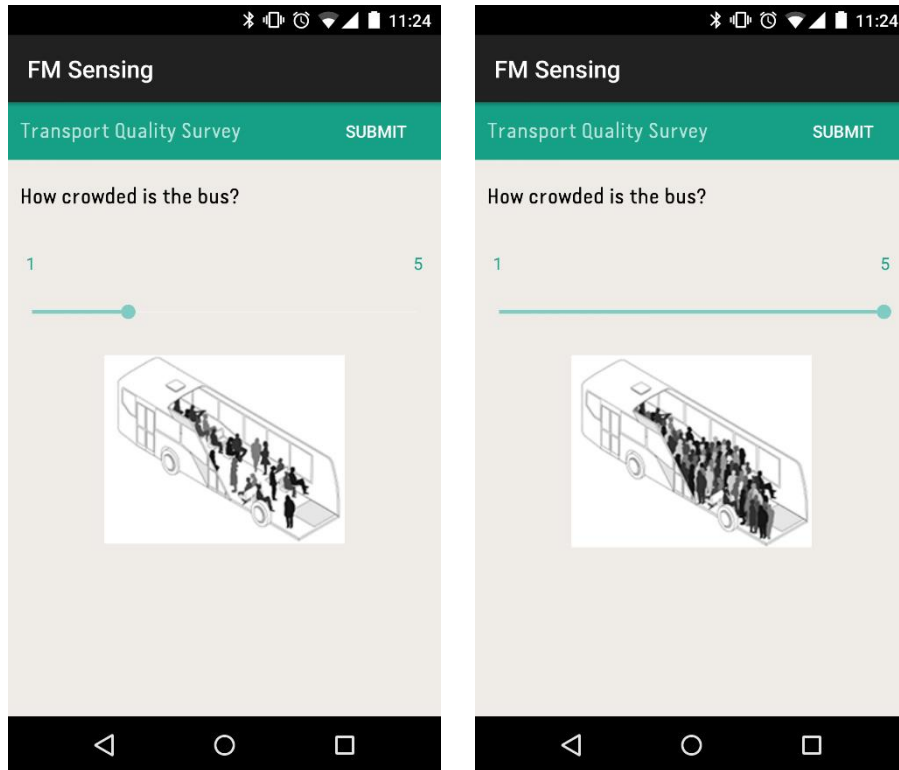 11:24
FM Sensing
Transport Quality Survey SUBMIT
How crowded is the bus?
1 5
11:24
FM Sensing
Transport Quality Survey SUBMIT
How crowded is the bus?
1 5